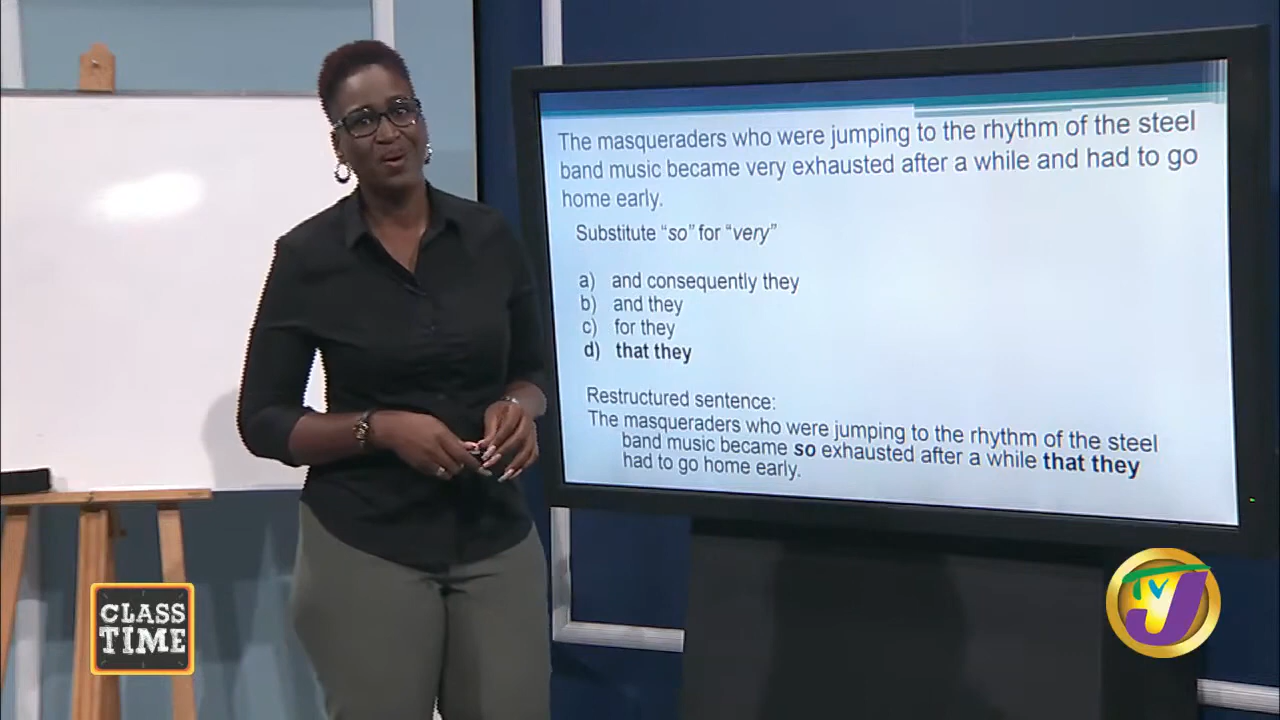 The masqueraders who were jumping to the rhythm of the steel
band music became very exhausted after a while and had to go
home early.
Substitute “so” for “very”
a) and consequently they
b) and they
c) for they
d) that they
Restructured sentence:
The masqueraders who were jumping to the rhythm of the steel
band music became so exhausted after a while that they
had to go home early.
CLASS
TIME
TVJ